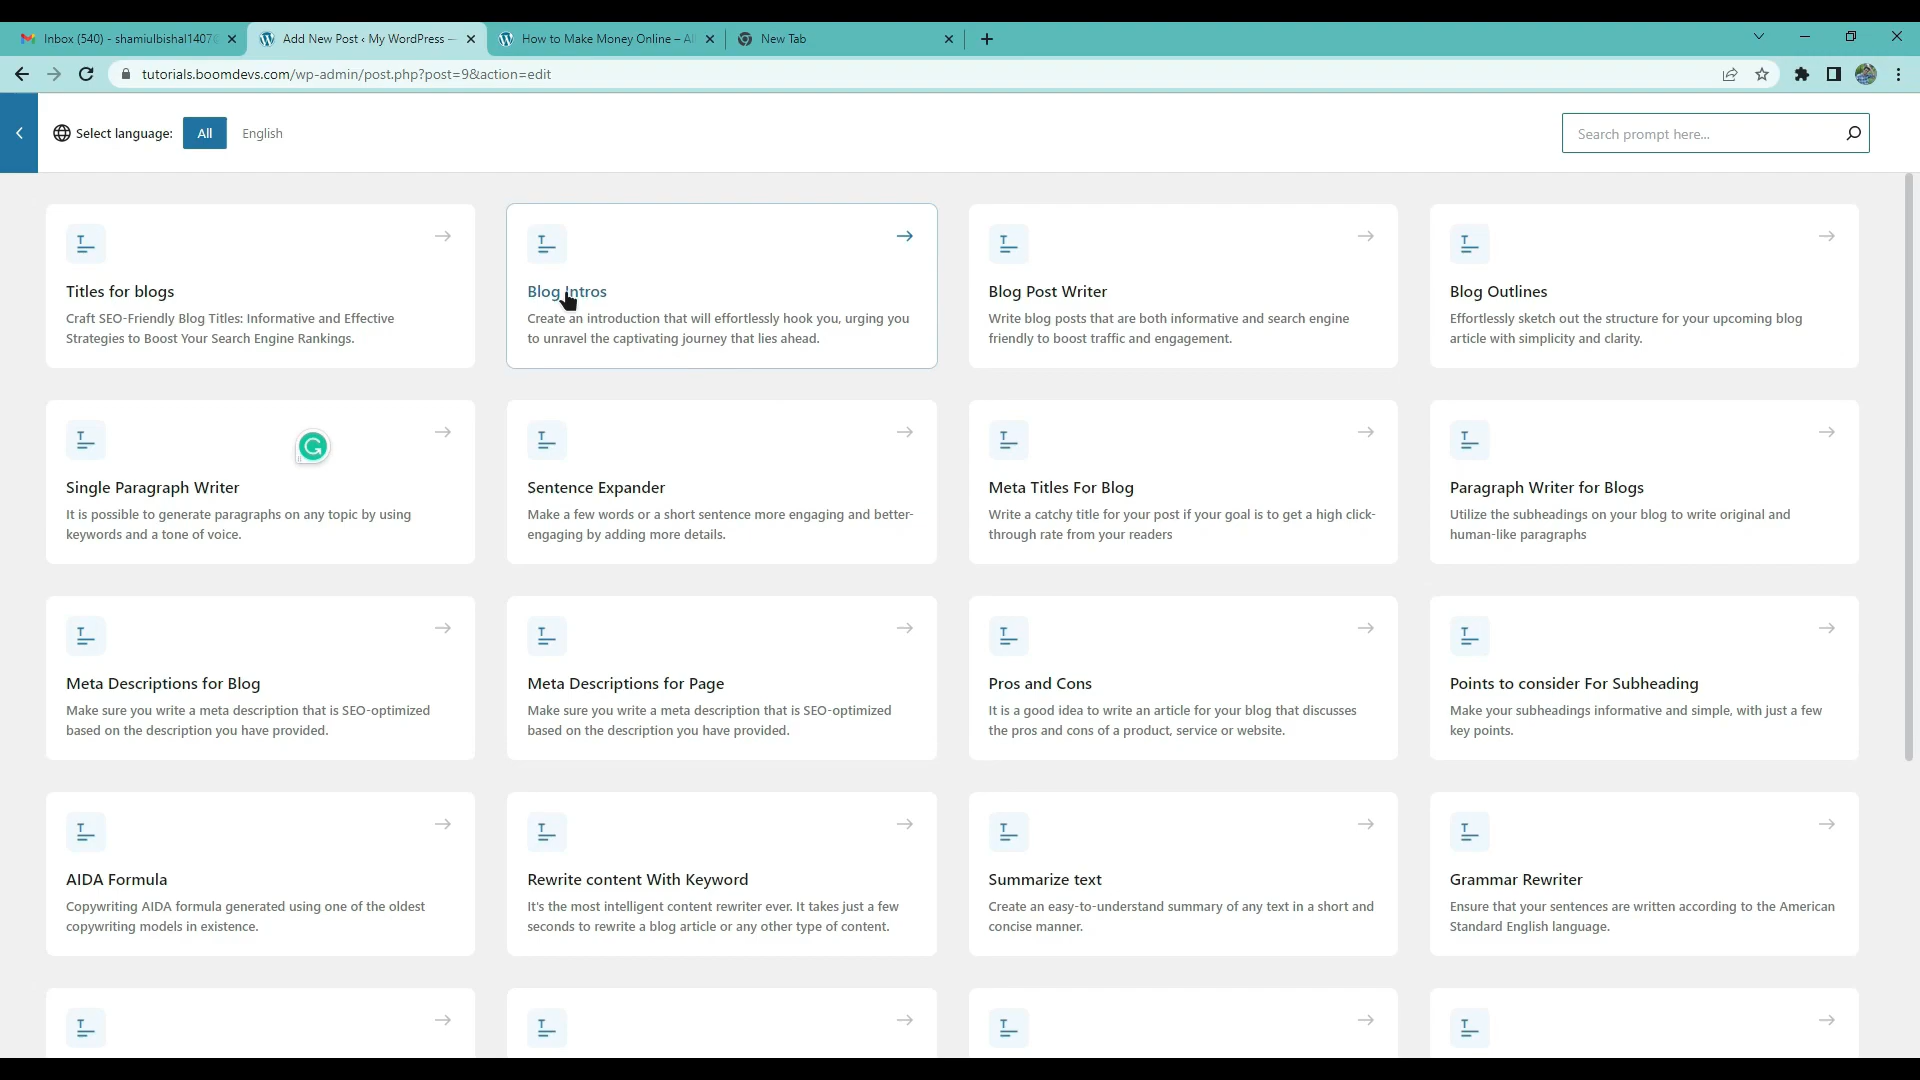 Inbox (540) - shamiulbishal1407@
Add New Post ‹ My WordPress —
How to Make Money Online – Al
New Tab
tutorials.boomdevs.com/wp-admin/post.php?post=9&action=edit
Select language: All English
Search prompt here...
Titles for blogs
Craft SEO-Friendly Blog Titles: Informative and Effective
Strategies to Boost Your Search Engine Rankings.
Blog Intros
Create an introduction that will effortlessly hook you, urging you
to unravel the captivating journey that lies ahead.
Blog Post Writer
Write blog posts that are both informative and search engine
friendly to boost traffic and engagement.
Blog Outlines
Effortlessly sketch out the structure for your upcoming blog
article with simplicity and clarity.
Single Paragraph Writer
It is possible to generate paragraphs on any topic by using
keywords and a tone of voice.
Sentence Expander
Make a few words or a short sentence more engaging and better-
engaging by adding more details.
Meta Titles For Blog
Write a catchy title for your post if your goal is to get a high click-
through rate from your readers
Paragraph Writer for Blogs
Utilize the subheadings on your blog to write original and
human-like paragraphs
Meta Descriptions for Blog
Make sure you write a meta description that is SEO-optimized
based on the description you have provided.
Meta Descriptions for Page
Make sure you write a meta description that is SEO-optimized
based on the description you have provided.
Pros and Cons
It is a good idea to write an article for your blog that discusses
the pros and cons of a product, service or website.
Points to consider For Subheading
Make your subheadings informative and simple, with just a few
key points.
AIDA Formula
Copywriting AIDA formula generated using one of the oldest
copywriting models in existence.
Rewrite content With Keyword
It's the most intelligent content rewriter ever. It takes just a few
seconds to rewrite a blog article or any other type of content.
Summarize text
Create an easy-to-understand summary of any text in a short and
concise manner.
Grammar Rewriter
Ensure that your sentences are written according to the American
Standard English language.